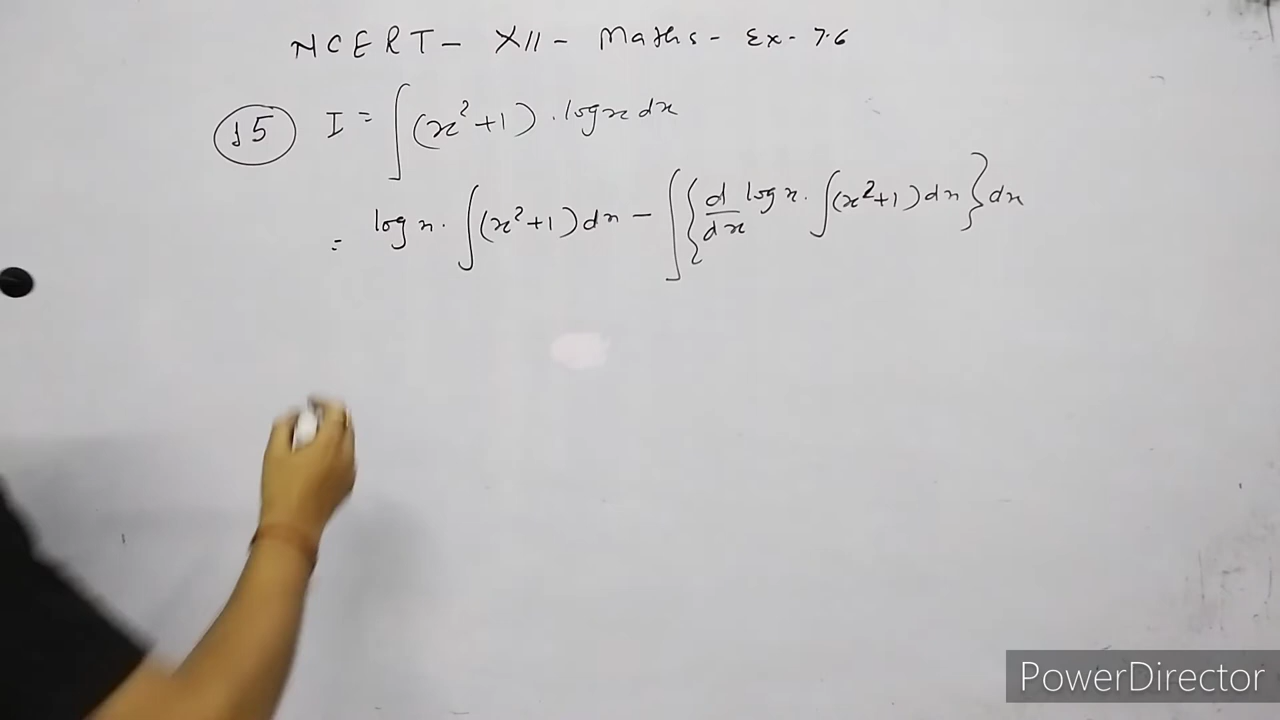 NCERT - XII - Maths - Ex - 7.6
15 I = ∫(x²+1).logx dx
= log x. ∫(x²+1)dx - ∫{d/dx log x. ∫(x²+1)dx}dx
PowerDirector